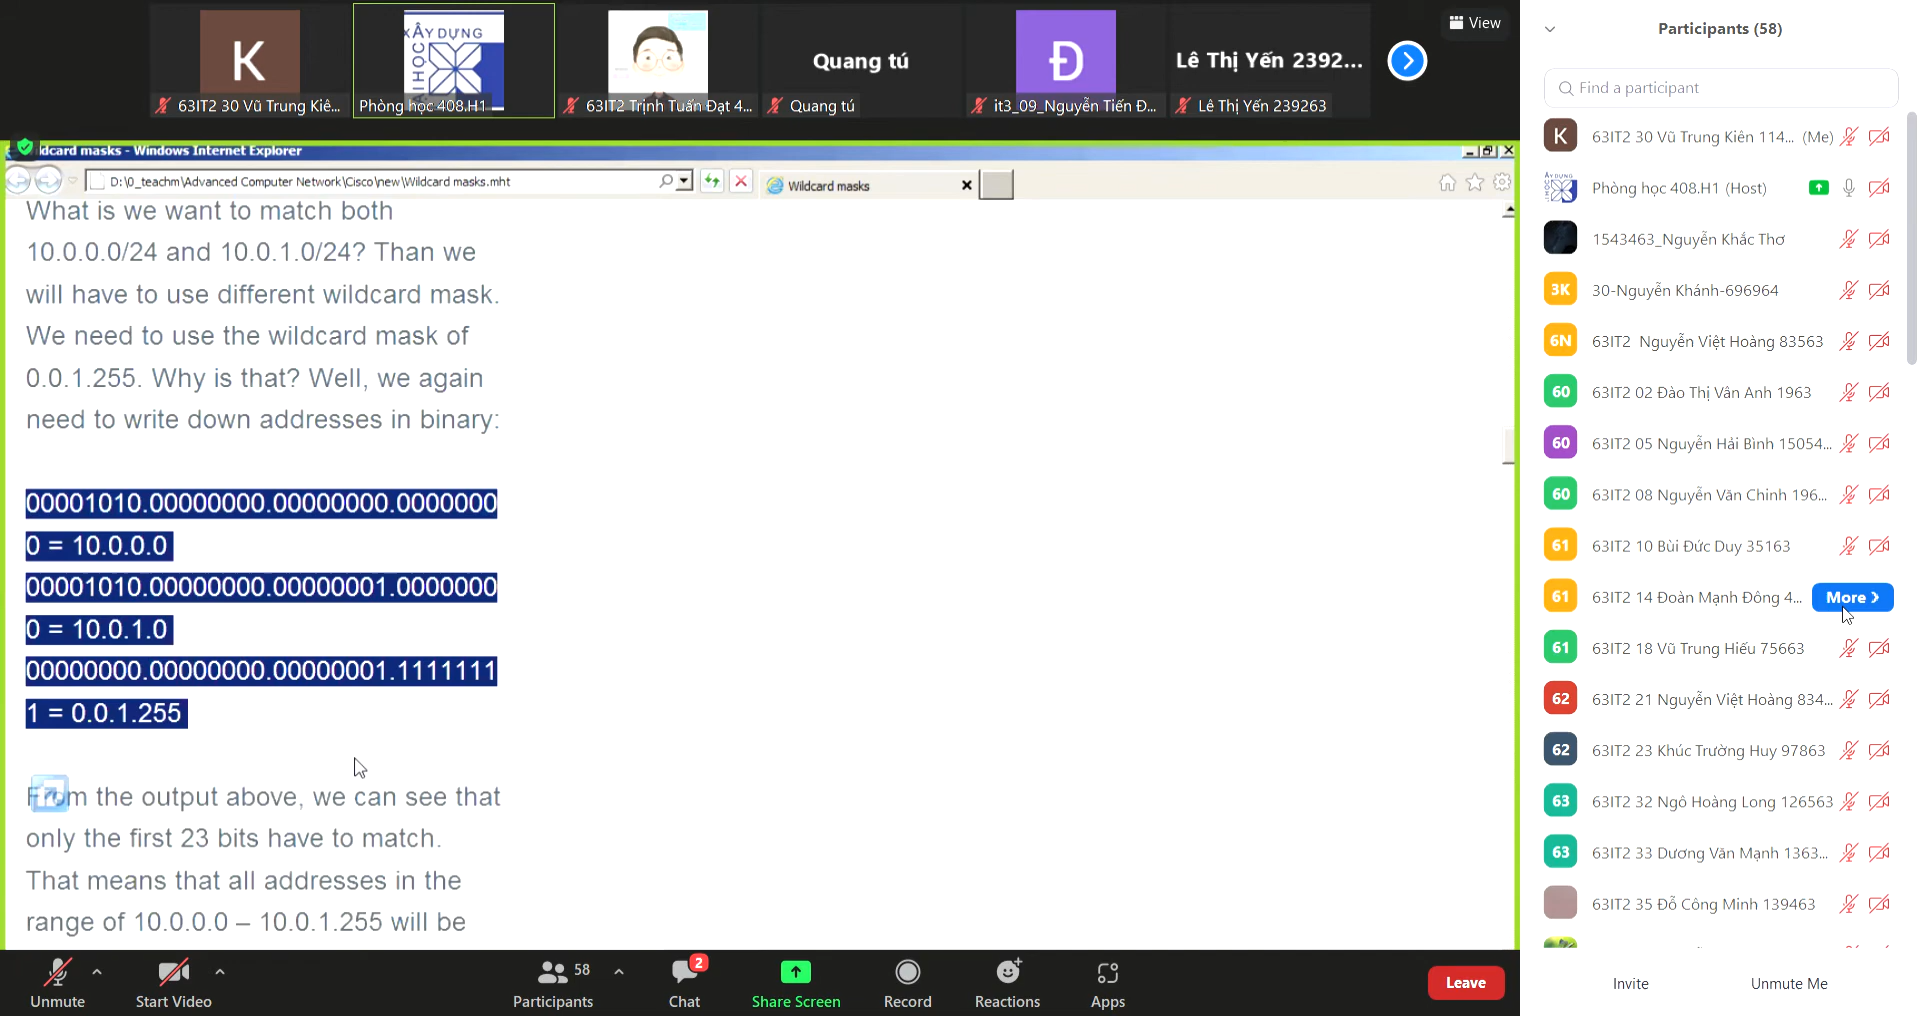 View
K
XÂY DỰNG
Đ
63IT2 30 Vũ Trung Kiê...
Phòng học 408.H1
63IT2 Trịnh Tuấn Đạt 4...
Quang tú
Quang tú
it3_09_Nguyễn Tiến Đ...
Lê Thị Yến 2392...
Lê Thị Yến 239263
dcard masks - Windows Internet Explorer
D:\0_teachm\Advanced Computer Network\Cisco\new\Wildcard masks.mht
Wildcard masks
What is we want to match both
10.0.0.0/24 and 10.0.1.0/24? Than we
will have to use different wildcard mask.
We need to use the wildcard mask of
0.0.1.255. Why is that? Well, we again
need to write down addresses in binary:
00001010.00000000.00000000.0000000
0 = 10.0.0.0
00001010.00000000.00000001.0000000
0 = 10.0.1.0
00000000.00000000.00000001.1111111
1 = 0.0.1.255
From the output above, we can see that
only the first 23 bits have to match.
That means that all addresses in the
range of 10.0.0.0 – 10.0.1.255 will be
Unmute
Start Video
58
Participants
2
Chat
Share Screen
Record
Reactions
Apps
Leave
Participants (58)
Find a participant
K 63IT2 30 Vũ Trung Kiên 114... (Me)
Phòng học 408.H1 (Host)
1543463_Nguyễn Khắc Thơ
3K 30-Nguyễn Khánh-696964
6N 63IT2 Nguyễn Việt Hoàng 83563
60 63IT2 02 Đào Thị Vân Anh 1963
60 63IT2 05 Nguyễn Hải Bình 15054...
60 63IT2 08 Nguyễn Văn Chinh 196...
61 63IT2 10 Bùi Đức Duy 35163
61 63IT2 14 Đoàn Mạnh Đông 4... More
61 63IT2 18 Vũ Trung Hiếu 75663
62 63IT2 21 Nguyễn Việt Hoàng 834...
62 63IT2 23 Khúc Trường Huy 97863
63 63IT2 32 Ngô Hoàng Long 126563
63 63IT2 33 Dương Văn Mạnh 1363...
63IT2 35 Đỗ Công Minh 139463
Invite
Unmute Me